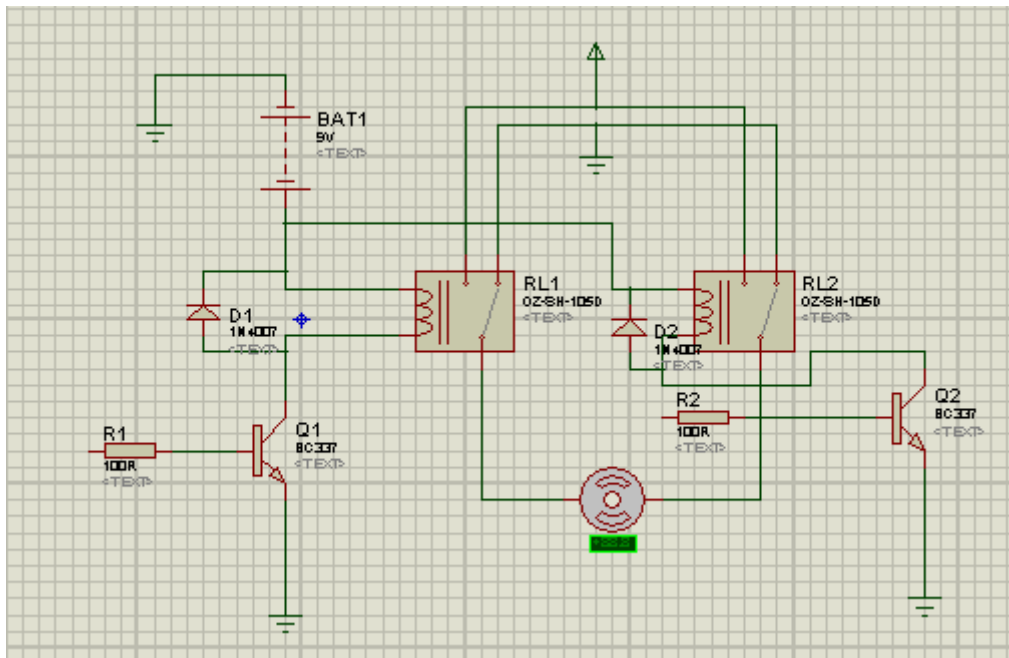 BAT1
9V
<TEXT>
RL1
OZ-SH-105D
<TEXT>
RL2
OZ-SH-105D
<TEXT>
D1
1N4007
<TEXT>
D2
1N4007
<TEXT>
R2
100R
<TEXT>
Q2
BC337
<TEXT>
R1
100R
<TEXT>
Q1
BC337
<TEXT>